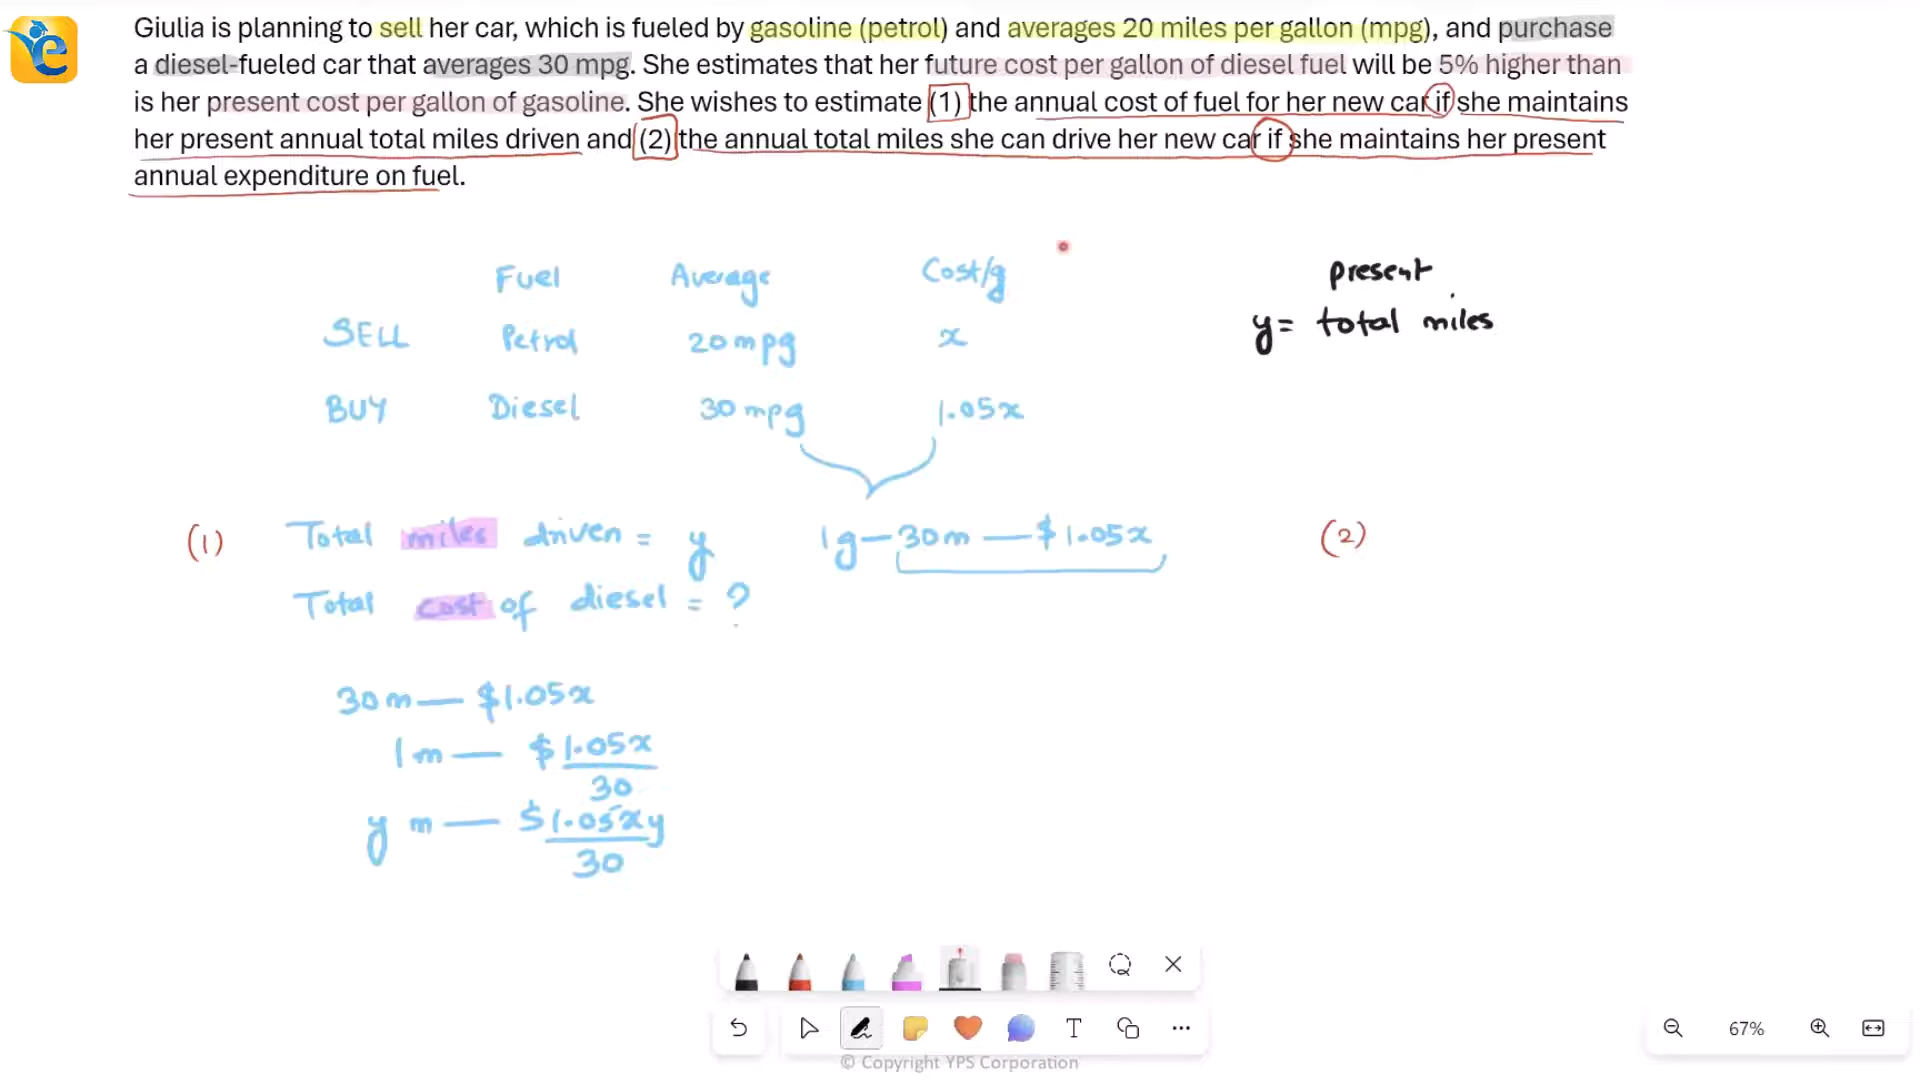 Giulia is planning to sell her car, which is fueled by gasoline (petrol) and averages 20 miles per gallon (mpg), and purchase
a diesel-fueled car that averages 30 mpg. She estimates that her future cost per gallon of diesel fuel will be 5% higher than
is her present cost per gallon of gasoline. She wishes to estimate (1) the annual cost of fuel for her new car if she maintains
her present annual total miles driven and (2) the annual total miles she can drive her new car if she maintains her present
annual expenditure on fuel.
Fuel Average Cost/g
SELL Petrol 20 mpg x
BUY Diesel 30 mpg 1.05x
present
y = total miles
(1) Total miles driven = y
Total cost of diesel = ?
1g — 30m — $1.05x
(2)
30m — $1.05x
1m — $1.05x/30
y m — $1.05xy/30
T
67%
© Copyright YPS Corporation